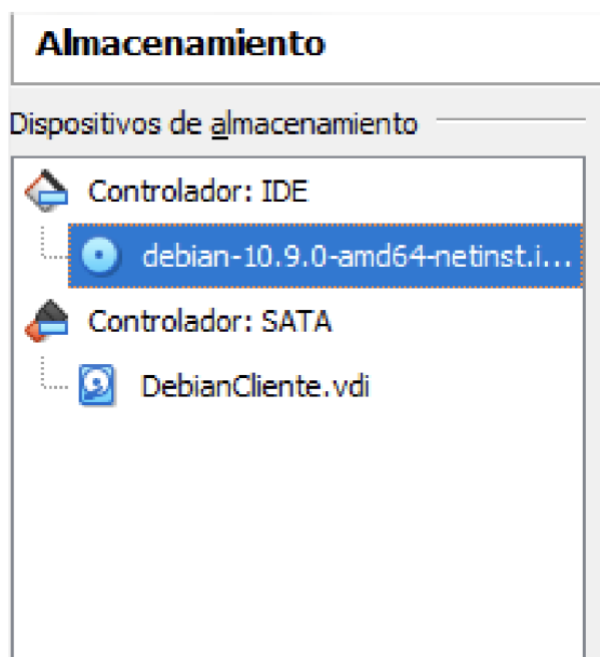 Almacenamiento
Dispositivos de almacenamiento
Controlador: IDE
debian-10.9.0-amd64-netinst.i...
Controlador: SATA
DebianCliente.vdi